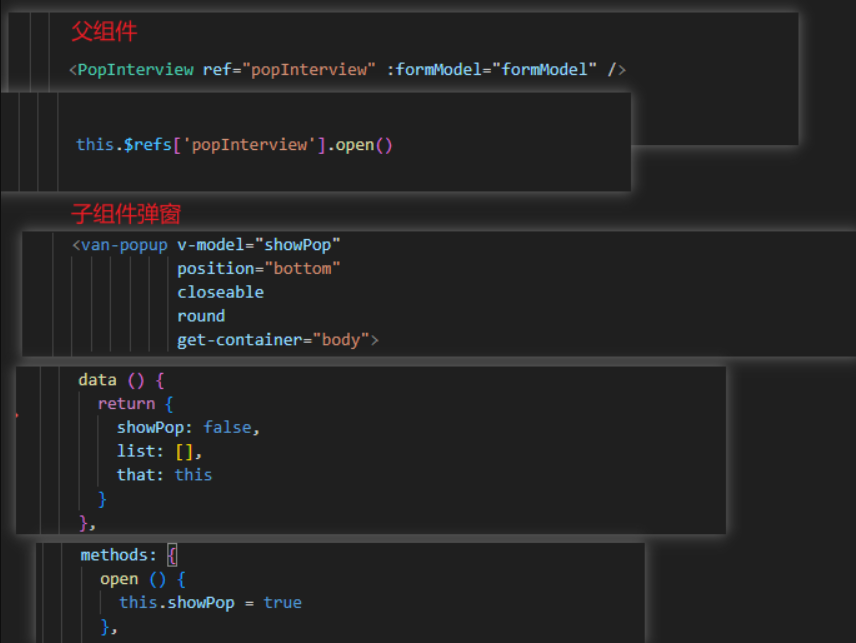 父组件
<PopInterview ref="popInterview" :formModel="formModel" />
this.$refs['popInterview'].open()
子组件弹窗
<van-popup v-model="showPop"
position="bottom"
closeable
round
get-container="body">
data () {
return {
showPop: false,
list: [],
that: this
}
},
methods: {
open () {
this.showPop = true
},